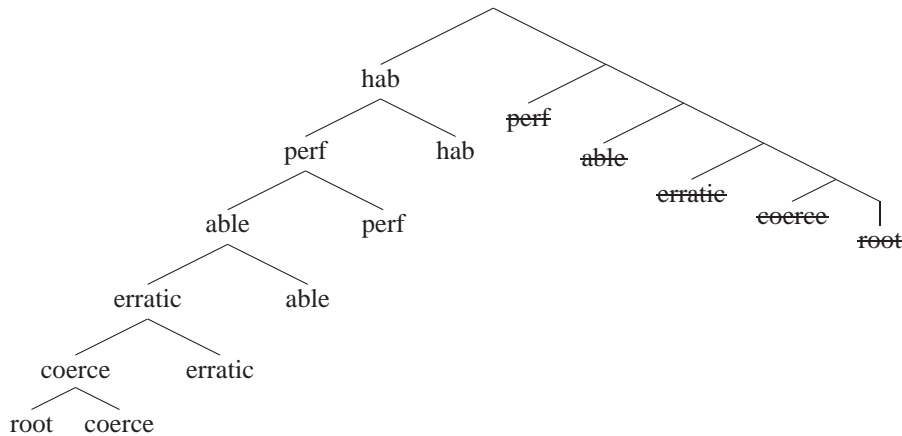 hab
perf
perf hab
able
able perf
erratic
erratic able
coerce
coerce erratic
root
root coerce